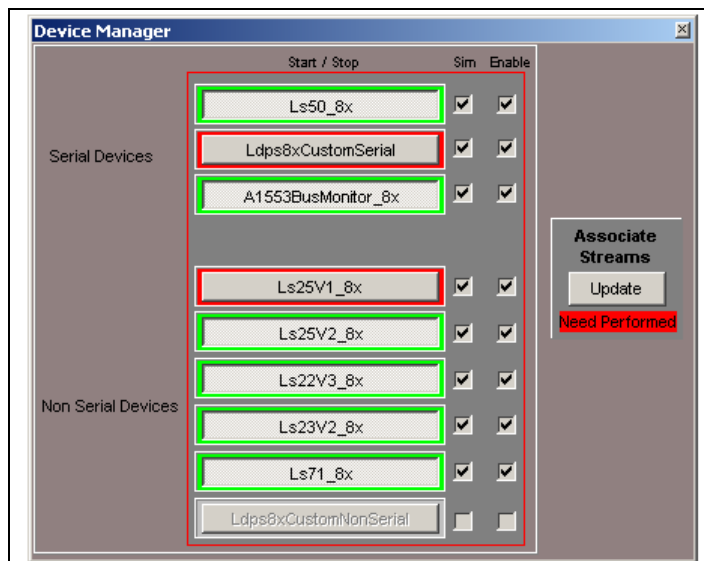 Device Manager
Start / Stop Sim Enable
Ls50_8x
Serial Devices
Ldps8xCustomSerial
A1553BusMonitor_8x
Associate
Streams
Update
Need Performed
Ls25V1_8x
Ls25V2_8x
Ls22V3_8x
Non Serial Devices
Ls23V2_8x
Ls71_8x
Ldps8xCustomNonSerial